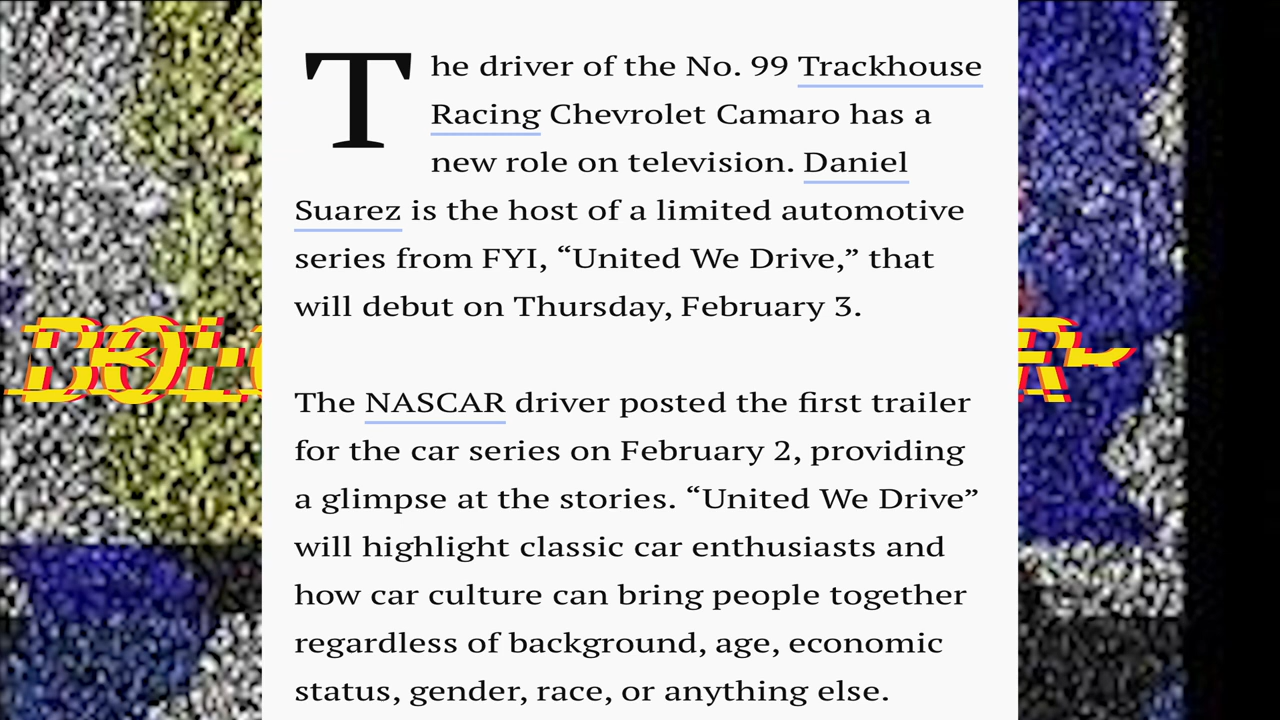 The driver of the No. 99 Trackhouse
Racing Chevrolet Camaro has a
new role on television. Daniel
Suarez is the host of a limited automotive
series from FYI, “United We Drive,” that
will debut on Thursday, February 3.
The NASCAR driver posted the first trailer
for the car series on February 2, providing
a glimpse at the stories. “United We Drive”
will highlight classic car enthusiasts and
how car culture can bring people together
regardless of background, age, economic
status, gender, race, or anything else.